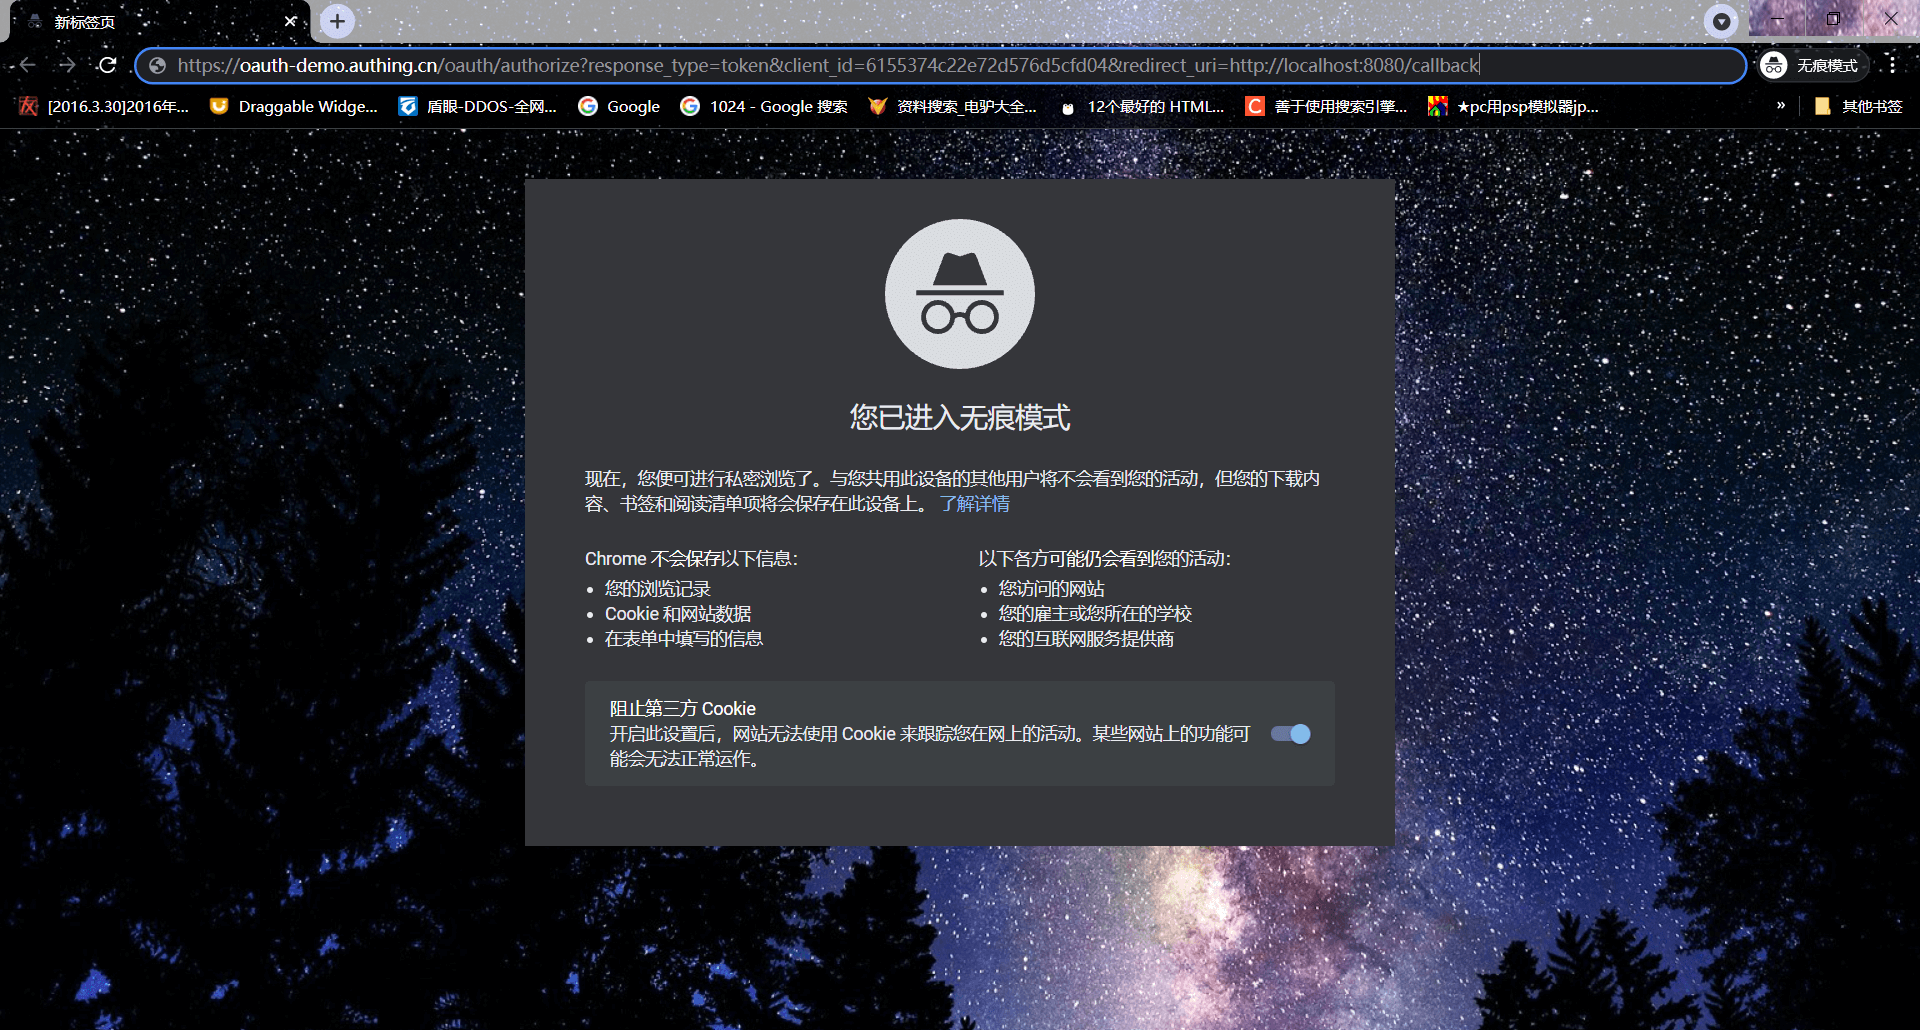 新标签页
https://oauth-demo.authing.cn/oauth/authorize?response_type=token&client_id=6155374c22e72d576d5cfd04&redirect_uri=http://localhost:8080/callback
无痕模式
[2016.3.30]2016年...
Draggable Widge...
盾眼-DDOS-全网...
Google
1024 - Google 搜索
资料搜索_电驴大全...
12个最好的 HTML...
善于使用搜索引擎...
★pc用psp模拟器jp...
»
其他书签
您已进入无痕模式
现在，您便可进行私密浏览了。与您共用此设备的其他用户将不会看到您的活动，但您的下载内
容、书签和阅读清单项将会保存在此设备上。 了解详情
Chrome 不会保存以下信息：
• 您的浏览记录
• Cookie 和网站数据
• 在表单中填写的信息
以下各方可能仍会看到您的活动：
• 您访问的网站
• 您的雇主或您所在的学校
• 您的互联网服务提供商
阻止第三方 Cookie
开启此设置后，网站无法使用 Cookie 来跟踪您在网上的活动。某些网站上的功能可
能会无法正常运作。